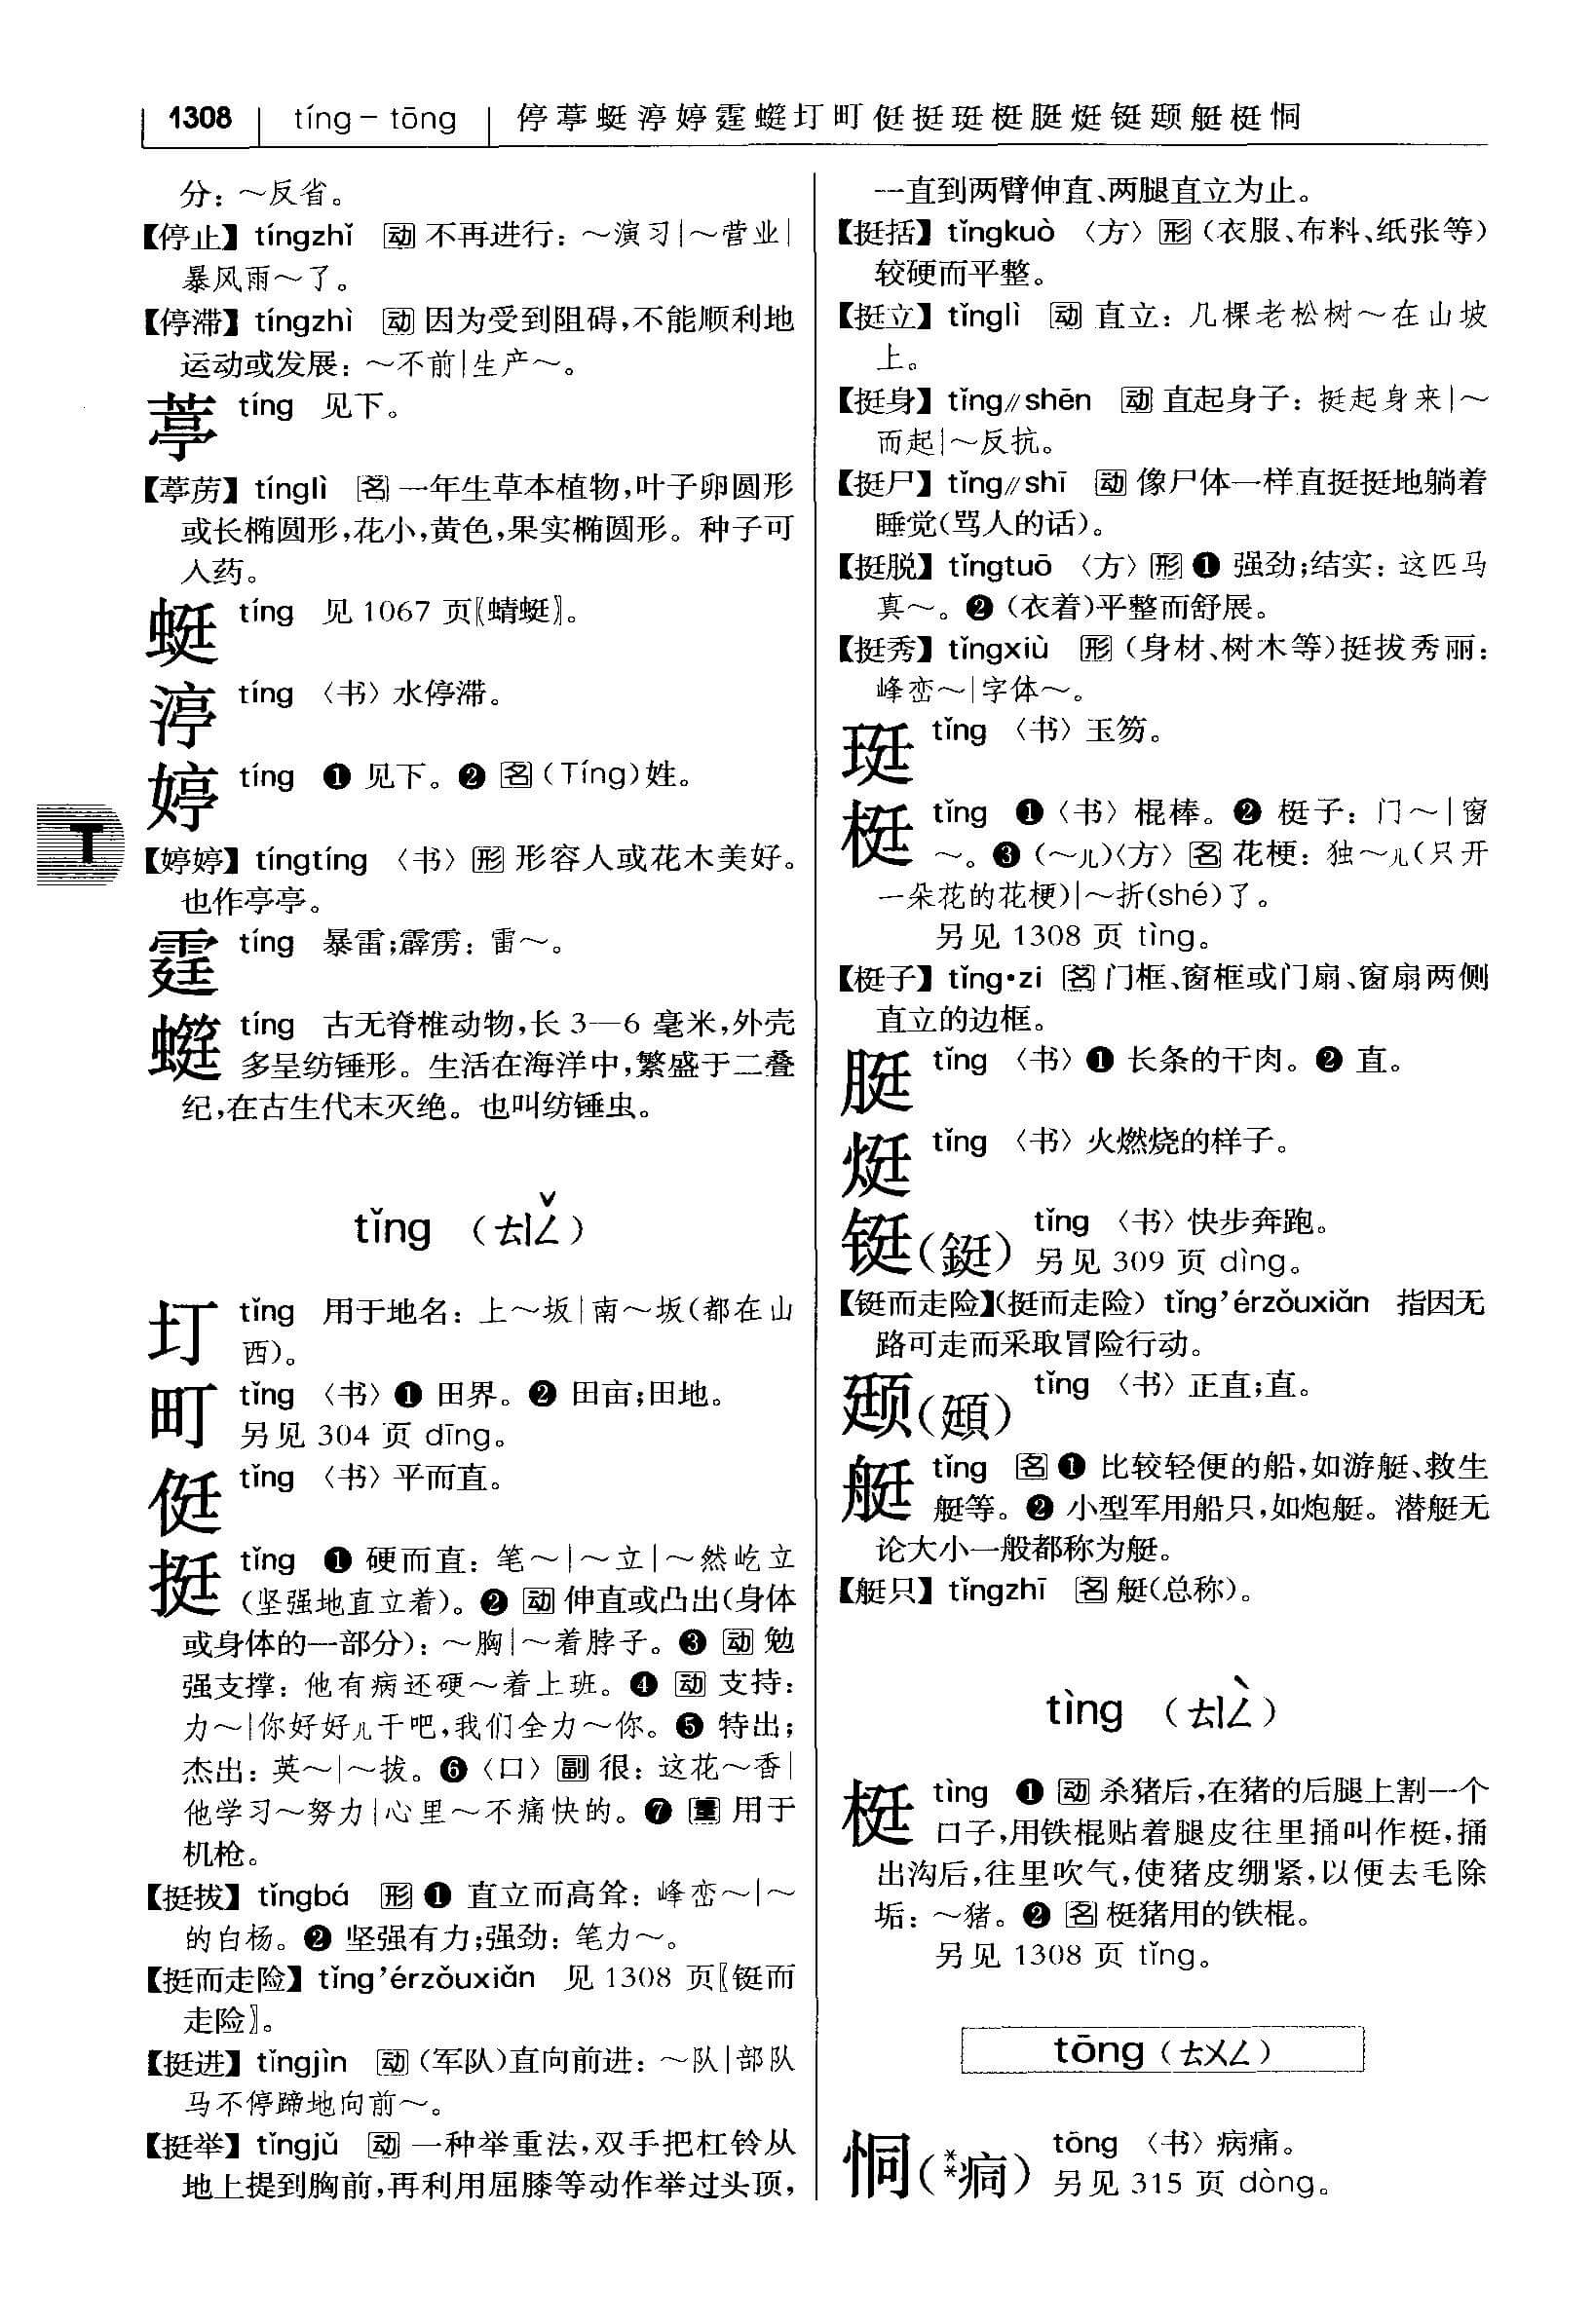 1308 tíng－tōng 停葶蜓渟婷霆䗴圢町侹挺珽梃脡烶铤颋艇梃恫
分：～反省。
【停止】tíngzhǐ 动 不再进行：～演习|～营业|
暴风雨～了。
【停滞】tíngzhì 动 因为受到阻碍，不能顺利地
运动或发展：～不前|生产～。
葶 tíng 见下。
【葶苈】tínglì 名 一年生草本植物，叶子卵圆形
或长椭圆形，花小，黄色，果实椭圆形。种子可
入药。
蜓 tíng 见 1067 页〖蜻蜓〗。
渟 tíng 〈书〉水停滞。
婷 tíng ❶ 见下。❷ 名（Tíng）姓。
T
【婷婷】tíngtíng 〈书〉形 形容人或花木美好。
也作亭亭。
霆 tíng 暴雷；霹雳：雷～。
䗴 tíng 古无脊椎动物，长 3—6 毫米，外壳
多呈纺锤形。生活在海洋中，繁盛于二叠
纪，在古生代末灭绝。也叫纺锤虫。
tǐng （ㄊㄧㄥˇ）
圢 tǐng 用于地名：上～坂|南～坂（都在山
西）。
町 tǐng 〈书〉❶ 田界。❷ 田亩；田地。
另见 304 页 dīng。
侹 tǐng 〈书〉平而直。
挺 tǐng ❶ 硬而直：笔～|～立|～然屹立
（坚强地直立着）。❷ 动 伸直或凸出（身体
或身体的一部分）：～胸|～着脖子。❸ 动 勉
强支撑：他有病还硬～着上班。❹ 动 支持：
力～|你好好儿干吧，我们全力～你。❺ 特出；
杰出：英～|～拔。❻〈口〉副 很：这花～香|
他学习～努力|心里～不痛快的。❼ 量 用于
机枪。
【挺拔】tǐngbá 形 ❶ 直立而高耸：峰峦～|～
的白杨。❷ 坚强有力；强劲：笔力～。
【挺而走险】tǐng’érzǒuxiǎn 见 1308 页〖铤而
走险〗。
【挺进】tǐngjìn 动（军队）直向前进：～队|部队
马不停蹄地向前～。
【挺举】tǐngjǔ 动 一种举重法，双手把杠铃从
地上提到胸前，再利用屈膝等动作举过头顶，
一直到两臂伸直、两腿直立为止。
【挺括】tǐngkuò 〈方〉形（衣服、布料、纸张等）
较硬而平整。
【挺立】tǐnglì 动 直立：几棵老松树～在山坡
上。
【挺身】tǐng∥shēn 动 直起身子：挺起身来|～
而起|～反抗。
【挺尸】tǐng∥shī 动 像尸体一样直挺挺地躺着
睡觉（骂人的话）。
【挺脱】tǐngtuō 〈方〉形 ❶ 强劲；结实：这匹马
真～。❷（衣着）平整而舒展。
【挺秀】tǐngxiù 形（身材、树木等）挺拔秀丽：
峰峦～|字体～。
珽 tǐng 〈书〉玉笏。
梃 tǐng ❶〈书〉棍棒。❷ 梃子：门～|窗
～。❸（～儿）〈方〉名 花梗：独～儿（只开
一朵花的花梗）|～折（shé）了。
另见 1308 页 tìng。
【梃子】tǐng·zi 名 门框、窗框或门扇、窗扇两侧
直立的边框。
脡 tǐng 〈书〉❶ 长条的干肉。❷ 直。
烶 tǐng 〈书〉火燃烧的样子。
铤（鋌） tǐng 〈书〉快步奔跑。
另见 309 页 dìng。
【铤而走险】（挺而走险）tǐng’érzǒuxiǎn 指因无
路可走而采取冒险行动。
颋（頲） tǐng 〈书〉正直；直。
艇 tǐng 名 ❶ 比较轻便的船，如游艇、救生
艇等。❷ 小型军用船只，如炮艇。潜艇无
论大小一般都称为艇。
【艇只】tǐngzhī 名 艇（总称）。
tìng （ㄊㄧㄥˋ）
梃 tìng ❶ 动 杀猪后，在猪的后腿上割一个
口子，用铁棍贴着腿皮往里捅叫作梃，捅
出沟后，往里吹气，使猪皮绷紧，以便去毛除
垢：～猪。❷ 名 梃猪用的铁棍。
另见 1308 页 tǐng。
tōng（ㄊㄨㄥ）
恫（**痌） tōng 〈书〉病痛。
另见 315 页 dòng。